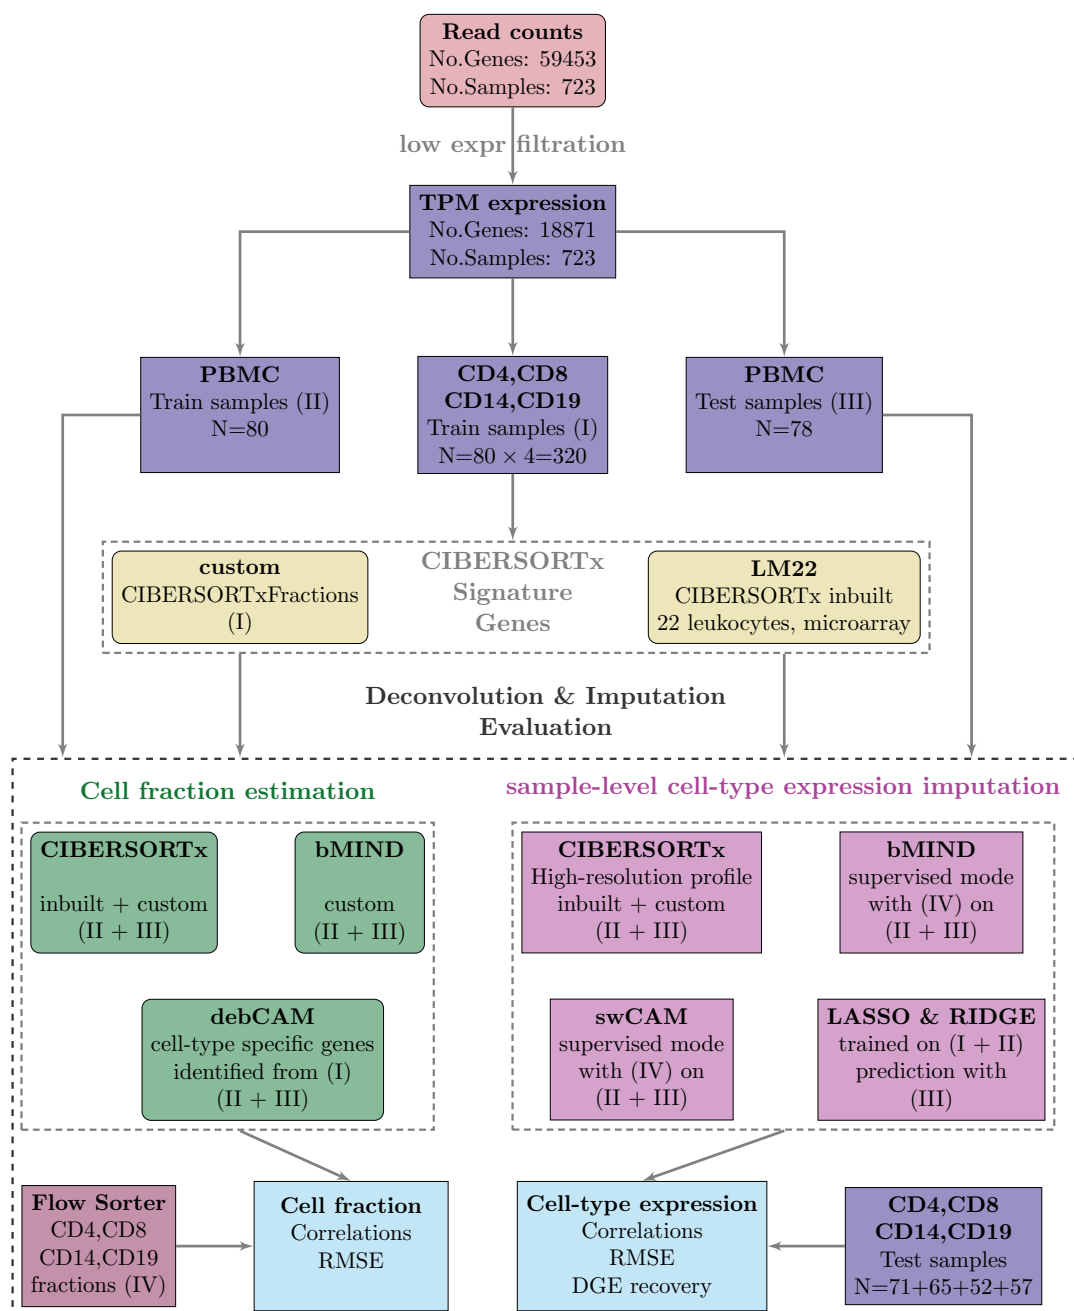 Read counts
No.Genes: 59453
No.Samples: 723
low expr filtration
TPM expression
No.Genes: 18871
No.Samples: 723
PBMC
Train samples (II)
N=80
CD4,CD8
CD14,CD19
Train samples (I)
N=80 × 4=320
PBMC
Test samples (III)
N=78
custom
CIBERSORTxFractions
(I)
CIBERSORTx
Signature
Genes
LM22
CIBERSORTx inbuilt
22 leukocytes, microarray
Deconvolution & Imputation
Evaluation
Cell fraction estimation
CIBERSORTx
inbuilt + custom
(II + III)
bMIND
custom
(II + III)
debCAM
cell-type specific genes
identified from (I)
(II + III)
sample-level cell-type expression imputation
CIBERSORTx
High-resolution profile
inbuilt + custom
(II + III)
bMIND
supervised mode
with (IV) on
(II + III)
swCAM
supervised mode
with (IV) on
(II + III)
LASSO & RIDGE
trained on (I + II)
prediction with
(III)
Flow Sorter
CD4,CD8
CD14,CD19
fractions (IV)
Cell fraction
Correlations
RMSE
Cell-type expression
Correlations
RMSE
DGE recovery
CD4,CD8
CD14,CD19
Test samples
N=71+65+52+57